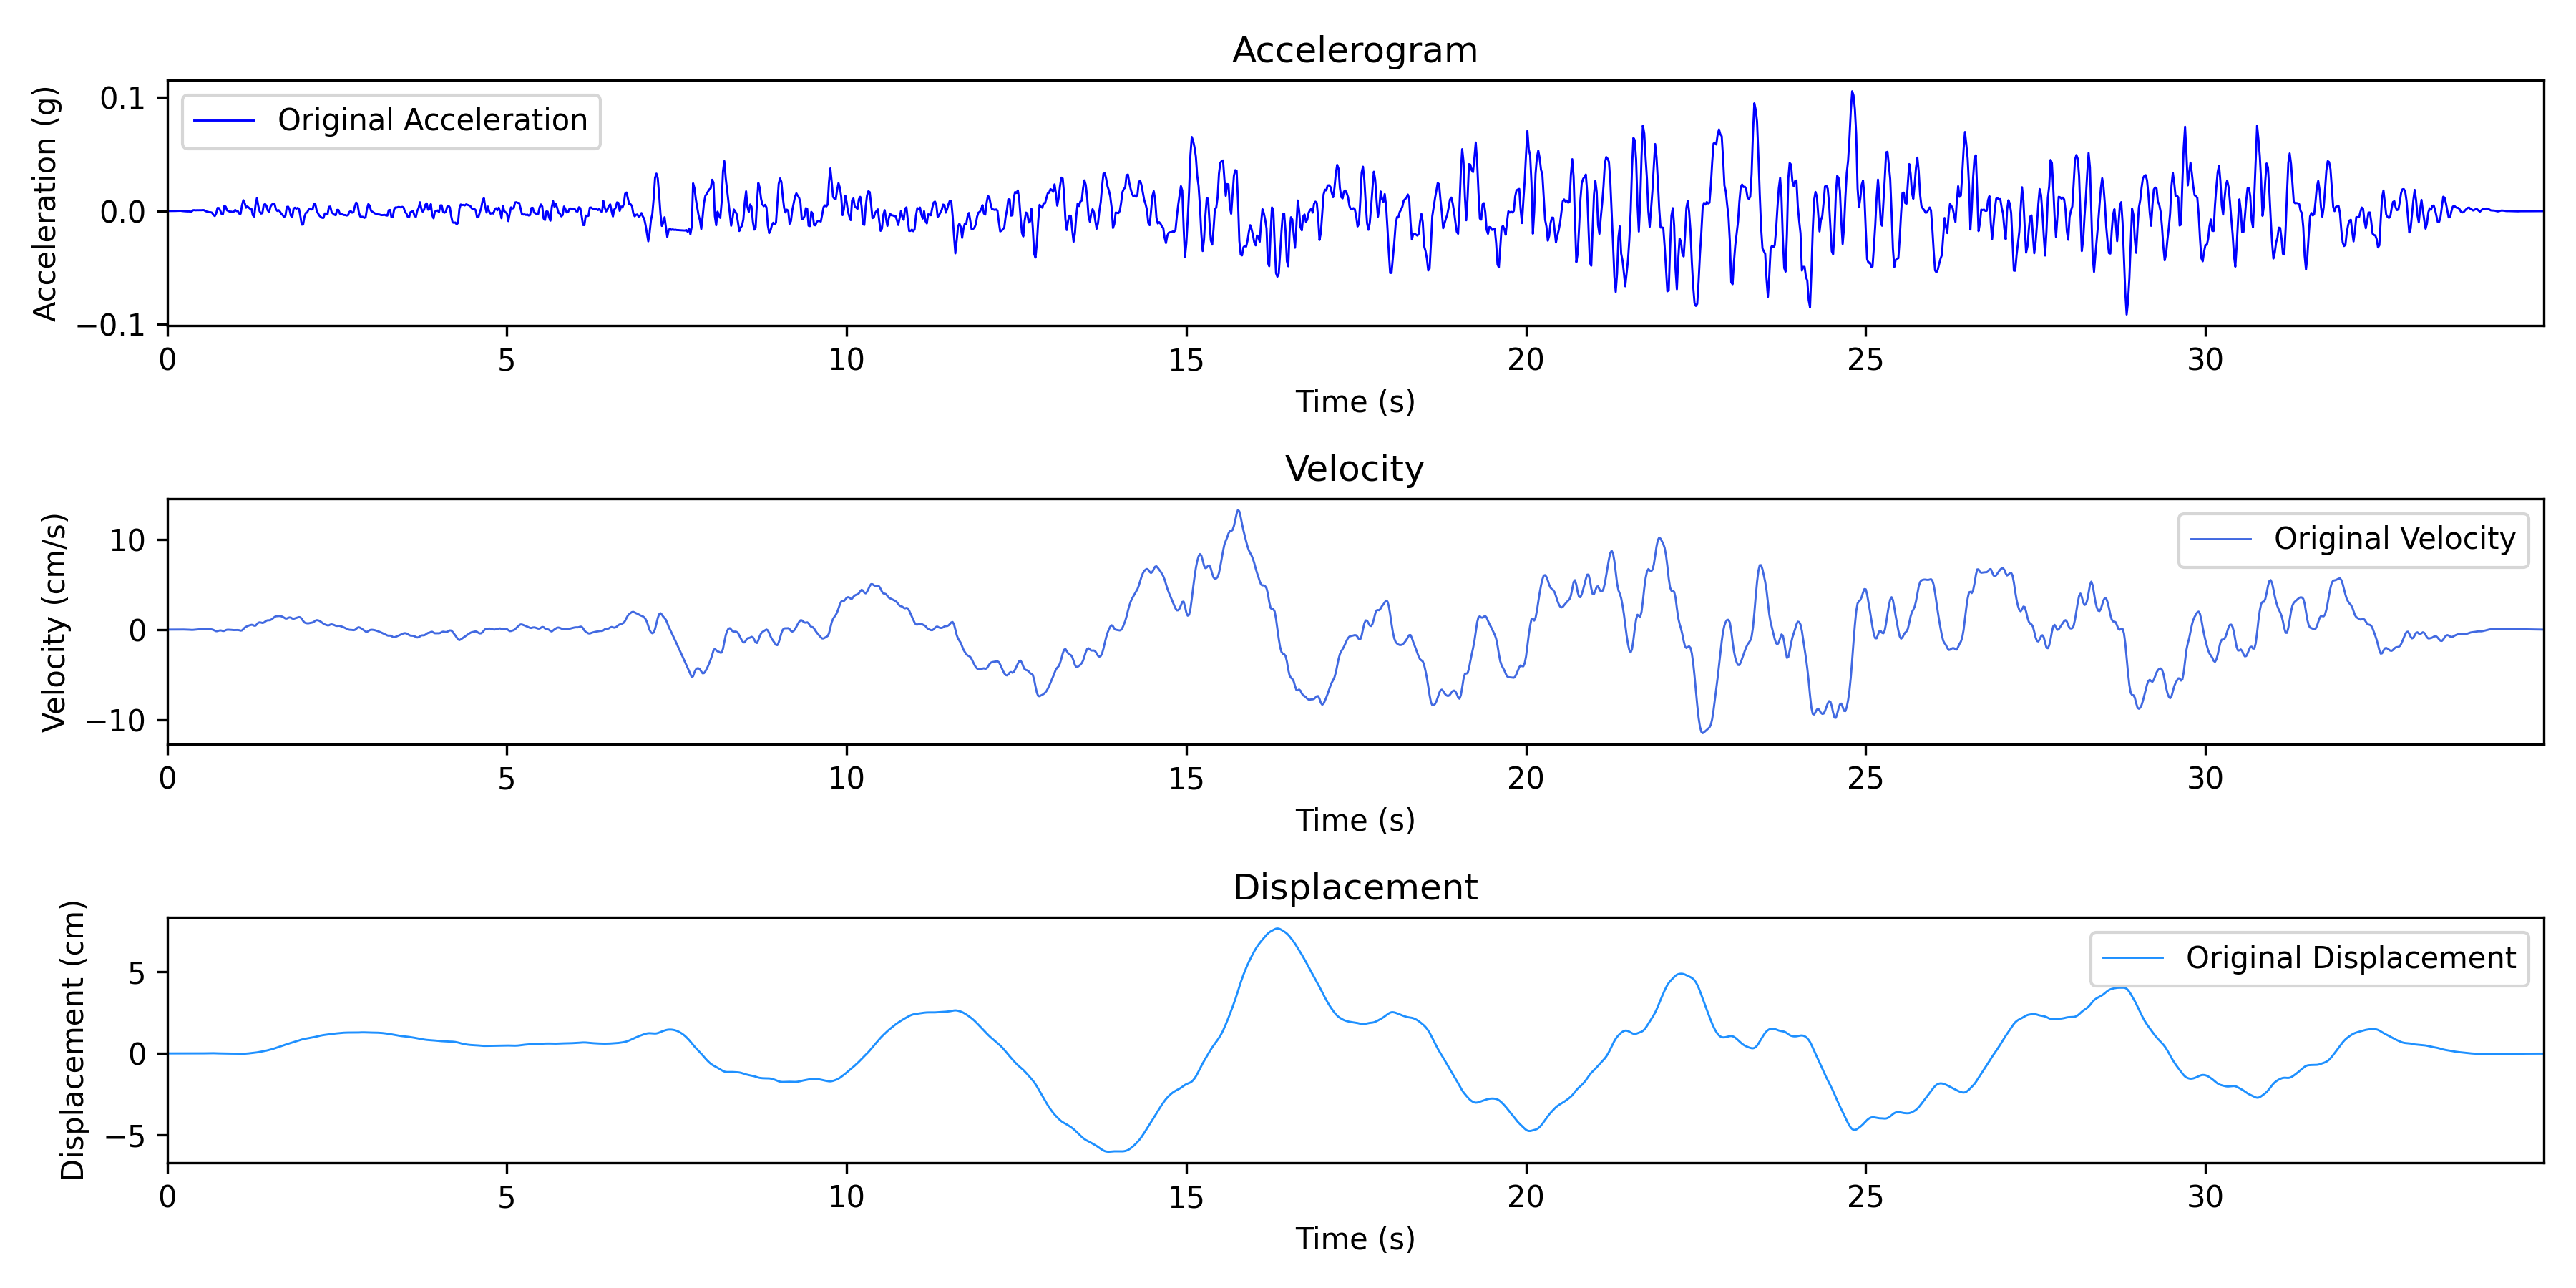 Accelerogram
Acceleration (g)
0.1
0.0
−0.1
Original Acceleration
0 5 10 15 20 25 30
Time (s)
Velocity
Velocity (cm/s)
10
0
−10
Original Velocity
0 5 10 15 20 25 30
Time (s)
Displacement
Displacement (cm)
5
0
−5
Original Displacement
0 5 10 15 20 25 30
Time (s)